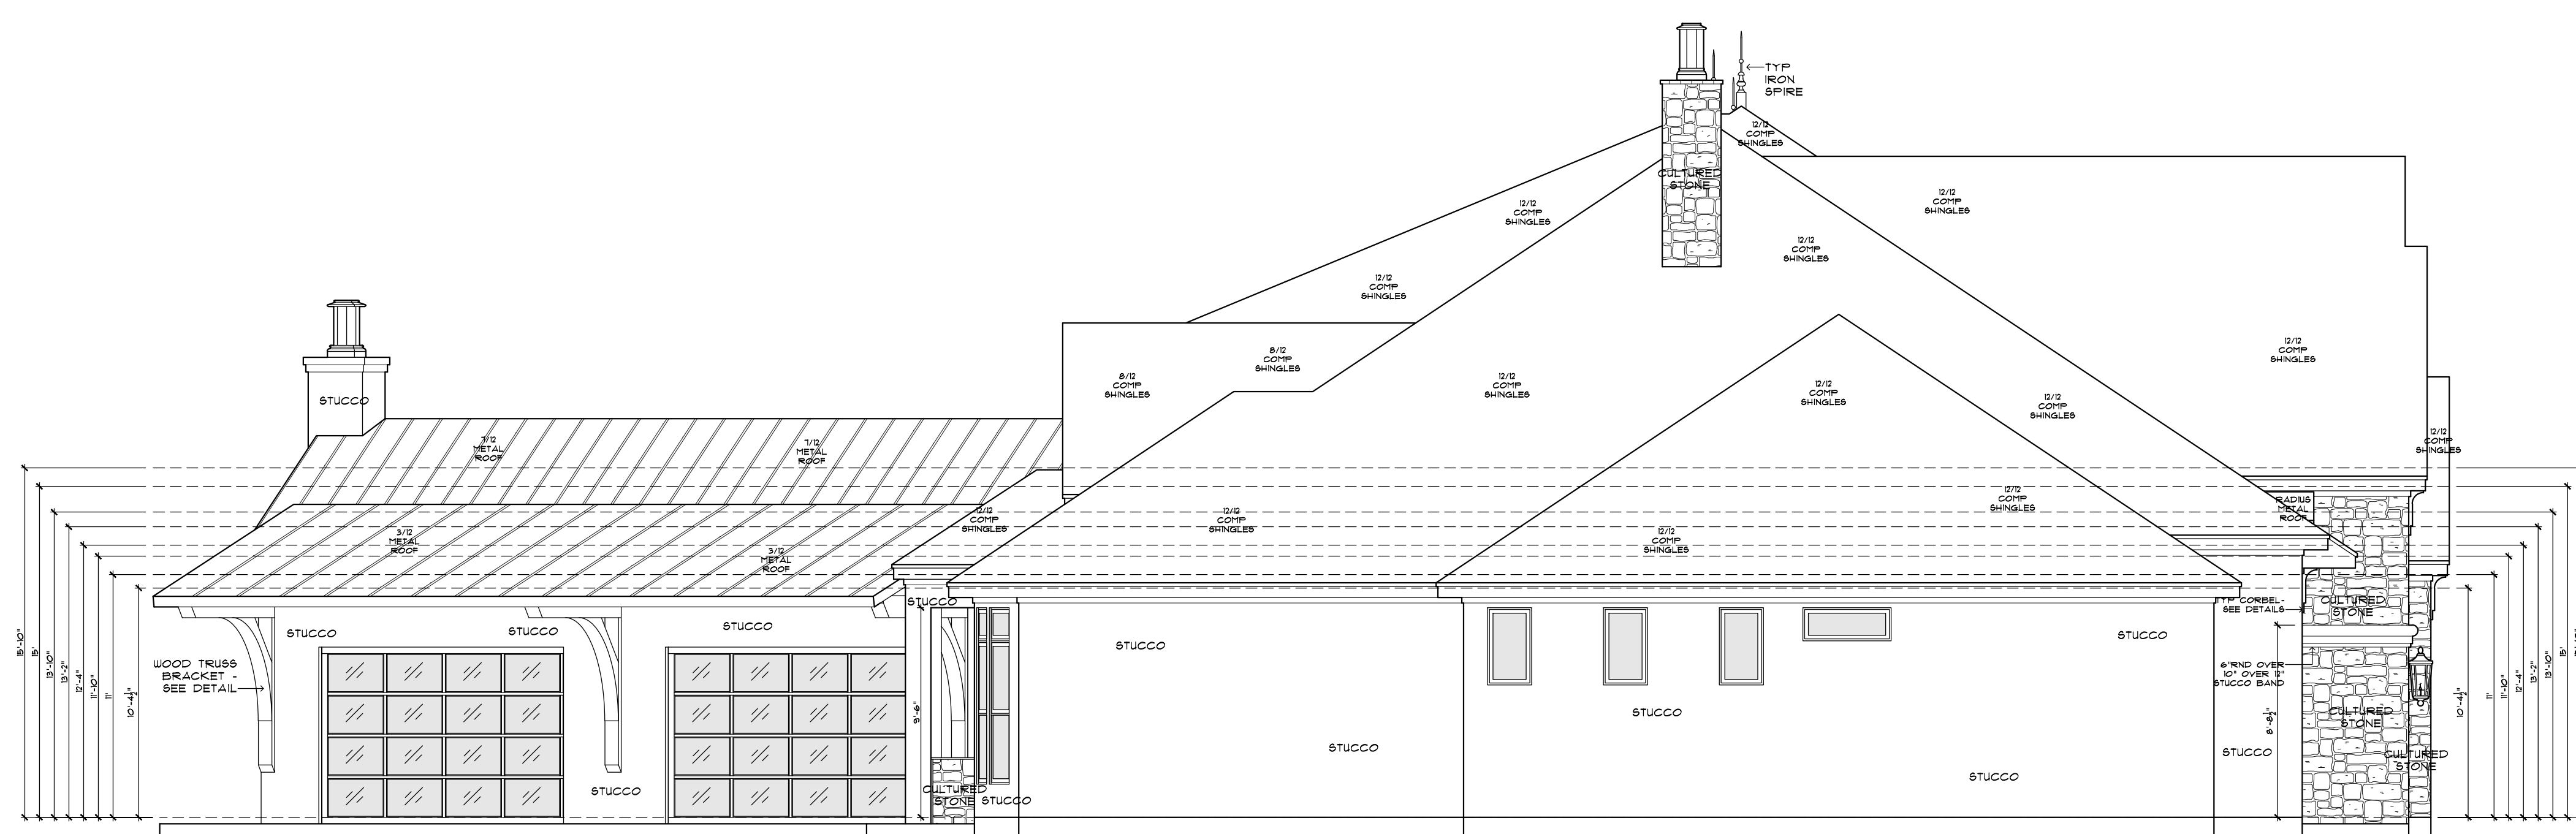 TYP
IRON
SPIRE
12/12
COMP
SHINGLES
CULTURED
STONE
12/12
COMP
SHINGLES
12/12
COMP
SHINGLES
12/12
COMP
SHINGLES
12/12
COMP
SHINGLES
12/12
COMP
SHINGLES
8/12
COMP
SHINGLES
8/12
COMP
SHINGLES
12/12
COMP
SHINGLES
12/12
COMP
SHINGLES
12/12
COMP
SHINGLES
12/12
COMP
SHINGLES
STUCCO
7/12
METAL
ROOF
7/12
METAL
ROOF
12/12
COMP
SHINGLES
12/12
COMP
SHINGLES
12/12
COMP
SHINGLES
12/12
COMP
SHINGLES
RADIUS
METAL
ROOF
3/12
METAL
ROOF
3/12
METAL
ROOF
12/12
COMP
SHINGLES
STUCCO
TYP CORBEL-
SEE DETAILS
CULTURED
STONE
STUCCO
STUCCO
STUCCO
STUCCO
STUCCO
WOOD TRUSS
BRACKET -
SEE DETAIL
6"RND OVER
10" OVER 12"
STUCCO BAND
15'-10"
15'
13'-10"
13'-2"
12'-4"
11'-10"
11'
10'-4 1/2"
9'-6"
8'-8 1/2"
10'-4 1/2"
11'
11'-10"
12'-4"
13'-2"
13'-10"
15'
STUCCO
CULTURED
STONE
STUCCO
STUCCO
CULTURED
STONE
STUCCO
STUCCO
CULTURED
STONE
STUCCO